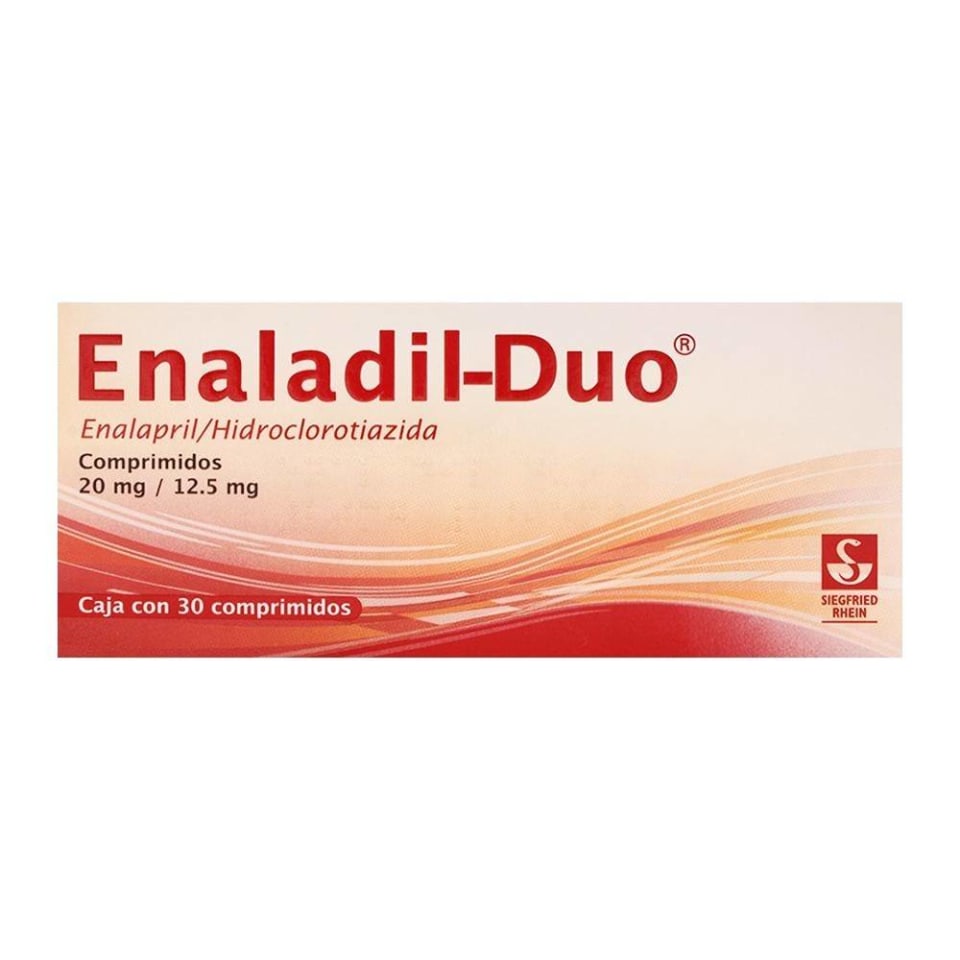 Enaladil-Duo®
Enalapril/Hidroclorotiazida
Comprimidos
20 mg / 12.5 mg
Caja con 30 comprimidos
SIEGFRIED
RHEIN